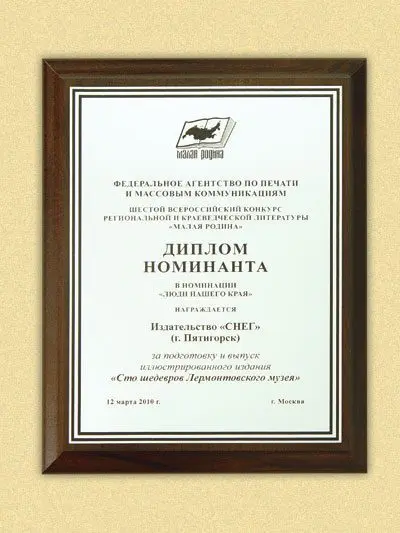 МАЛАЯ РОДИНА
ФЕДЕРАЛЬНОЕ АГЕНТСТВО ПО ПЕЧАТИ
И МАССОВЫМ КОММУНИКАЦИЯМ
ШЕСТОЙ ВСЕРОССИЙСКИЙ КОНКУРС
РЕГИОНАЛЬНОЙ И КРАЕВЕДЧЕСКОЙ ЛИТЕРАТУРЫ
«МАЛАЯ РОДИНА»
ДИПЛОМ
НОМИНАНТА
В НОМИНАЦИИ
«ЛЮДИ НАШЕГО КРАЯ»
НАГРАЖДАЕТСЯ
Издательство «СНЕГ»
(г. Пятигорск)
за подготовку и выпуск
иллюстрированного издания
«Сто шедевров Лермонтовского музея»
12 марта 2010 г. г. Москва